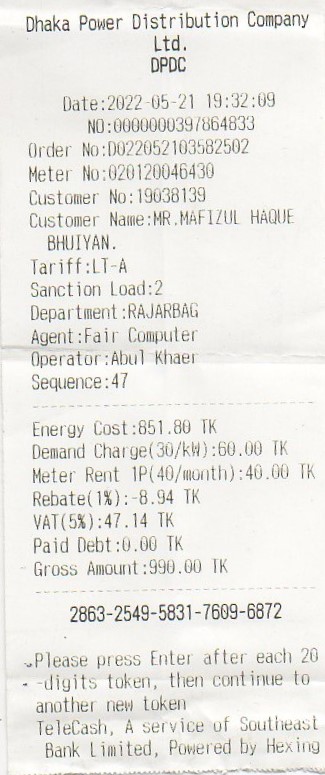 Dhaka Power Distribution Company
Ltd.
DPDC
Date:2022-05-21 19:32:09
NO:000000397864833
Order No:D022052103582502
Meter No:020120046430
Customer No:19038139
Customer Name:MR.MAFIZUL HAQUE
BHUIYAN.
Tariff:LT-A
Sanction Load:2
Department:RAJARBAG
Agent:Fair Computer
Operator:Abul Khaer
Sequence:47
Energy Cost:851.80 TK
Demand Charge(30/kW):60.00 TK
Meter Rent 1P(40/month):40.00 TK
Rebate(1%):-8.94 TK
VAT(5%):47.14 TK
Paid Debt:0.00 TK
Gross Amount:990.00 TK
2863-2549-5831-7609-6872
Please press Enter after each 20
-digits token, then continue to
another new token
TeleCash, A service of Southeast
Bank Limited, Powered by Hexing